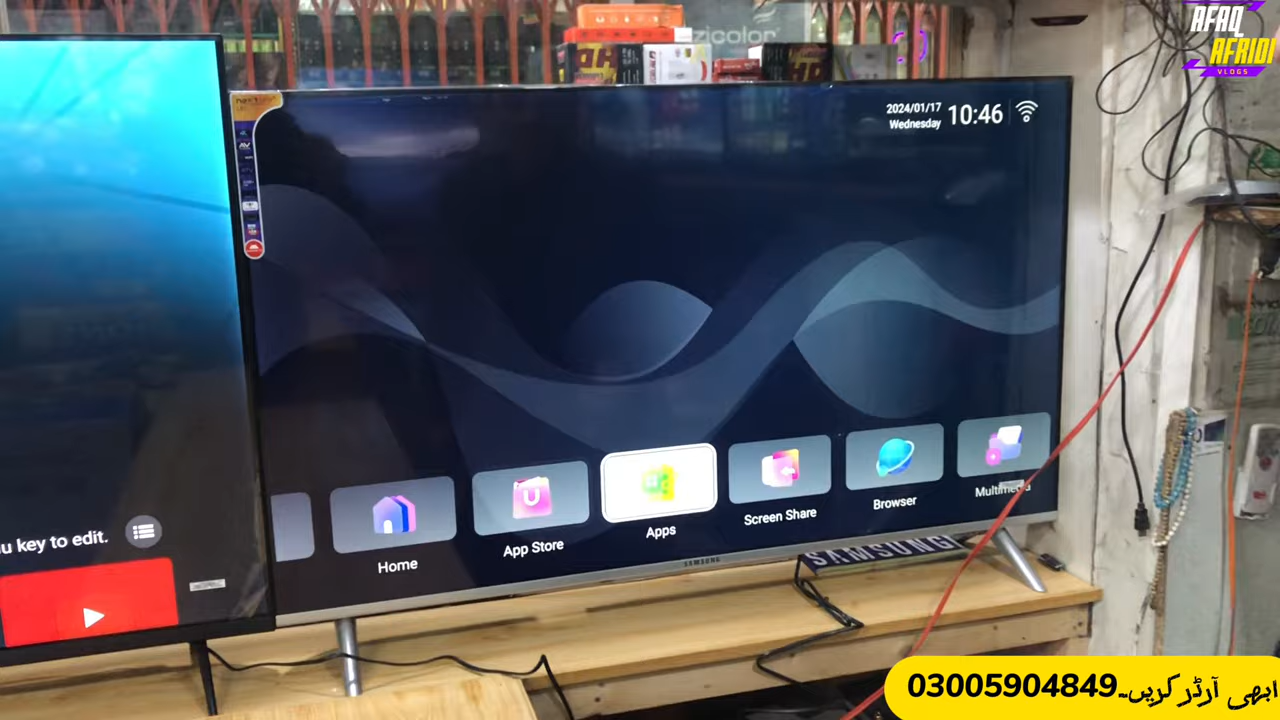 zicolor
AFAQ
AFRIDI
VLOGS
2024/01/17
Wednesday
10:46
u key to edit.
Home
App Store
Apps
Screen Share
Browser
Multimedia
SAMSUNG
SAMSUNG
03005904849۔ابھی آرڈر کریں